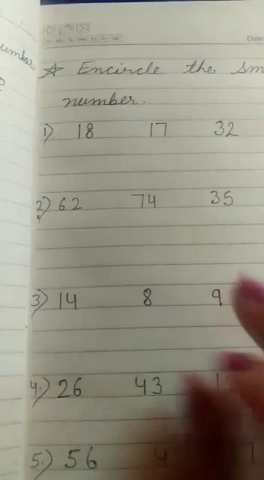 number
☆ Encircle the
number.
1) 18 17 32
2) 62 74 35
3) 14 8 9
4.) 26 43
5.) 56 4